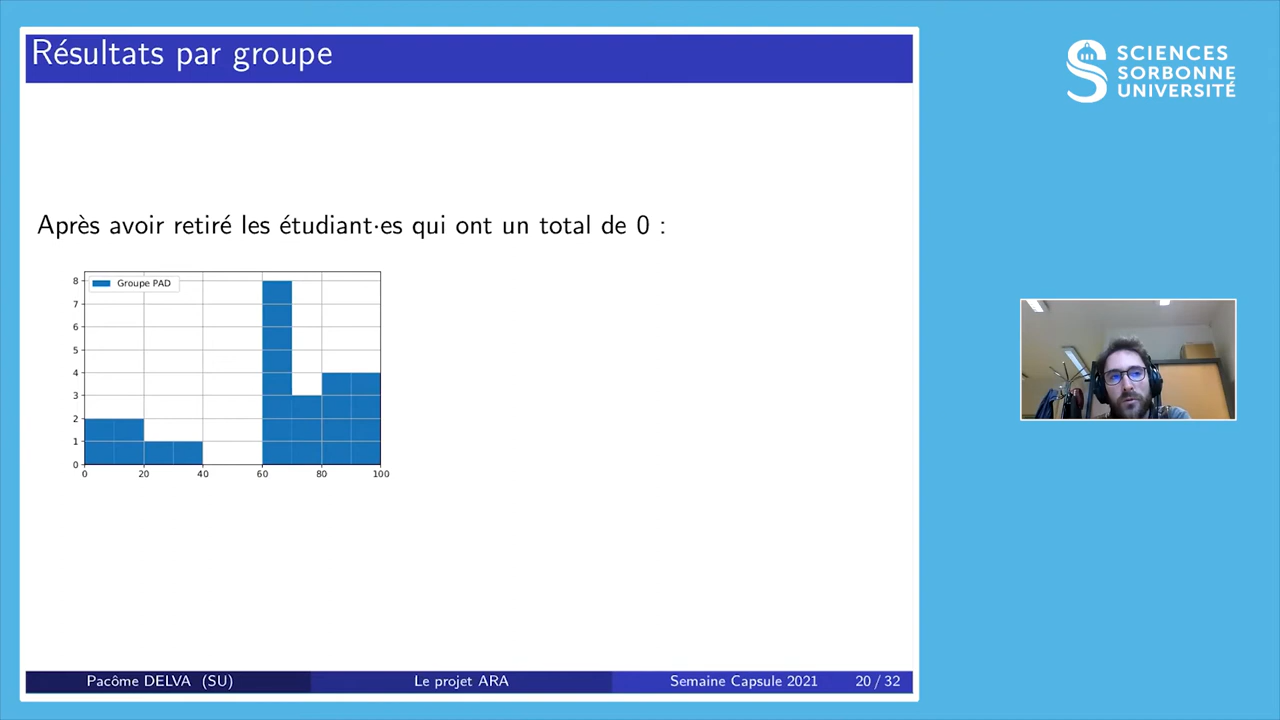 Résultats par groupe
SCIENCES
SORBONNE
UNIVERSITÉ
Après avoir retiré les étudiant·es qui ont un total de 0 :
Groupe PAD
8
7
6
5
4
3
2
1
0
0 20 40 60 80 100
Pacôme DELVA (SU) Le projet ARA Semaine Capsule 2021 20 / 32